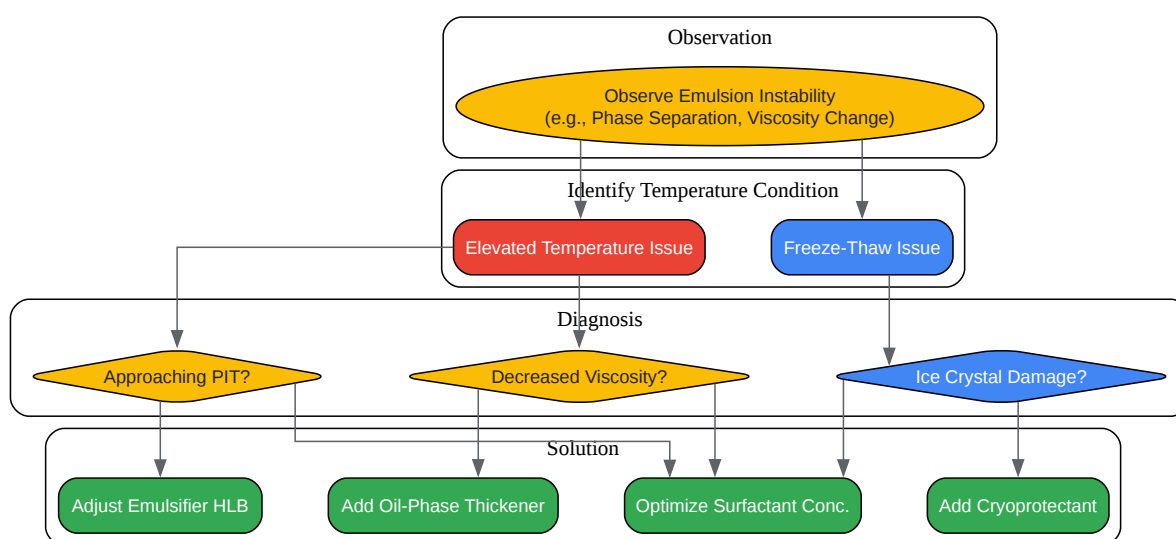 Observation
Observe Emulsion Instability
(e.g., Phase Separation, Viscosity Change)
Identify Temperature Condition
Elevated Temperature Issue
Freeze-Thaw Issue
Diagnosis
Approaching PIT?
Decreased Viscosity?
Ice Crystal Damage?
Solution
Adjust Emulsifier HLB
Add Oil-Phase Thickener
Optimize Surfactant Conc.
Add Cryoprotectant